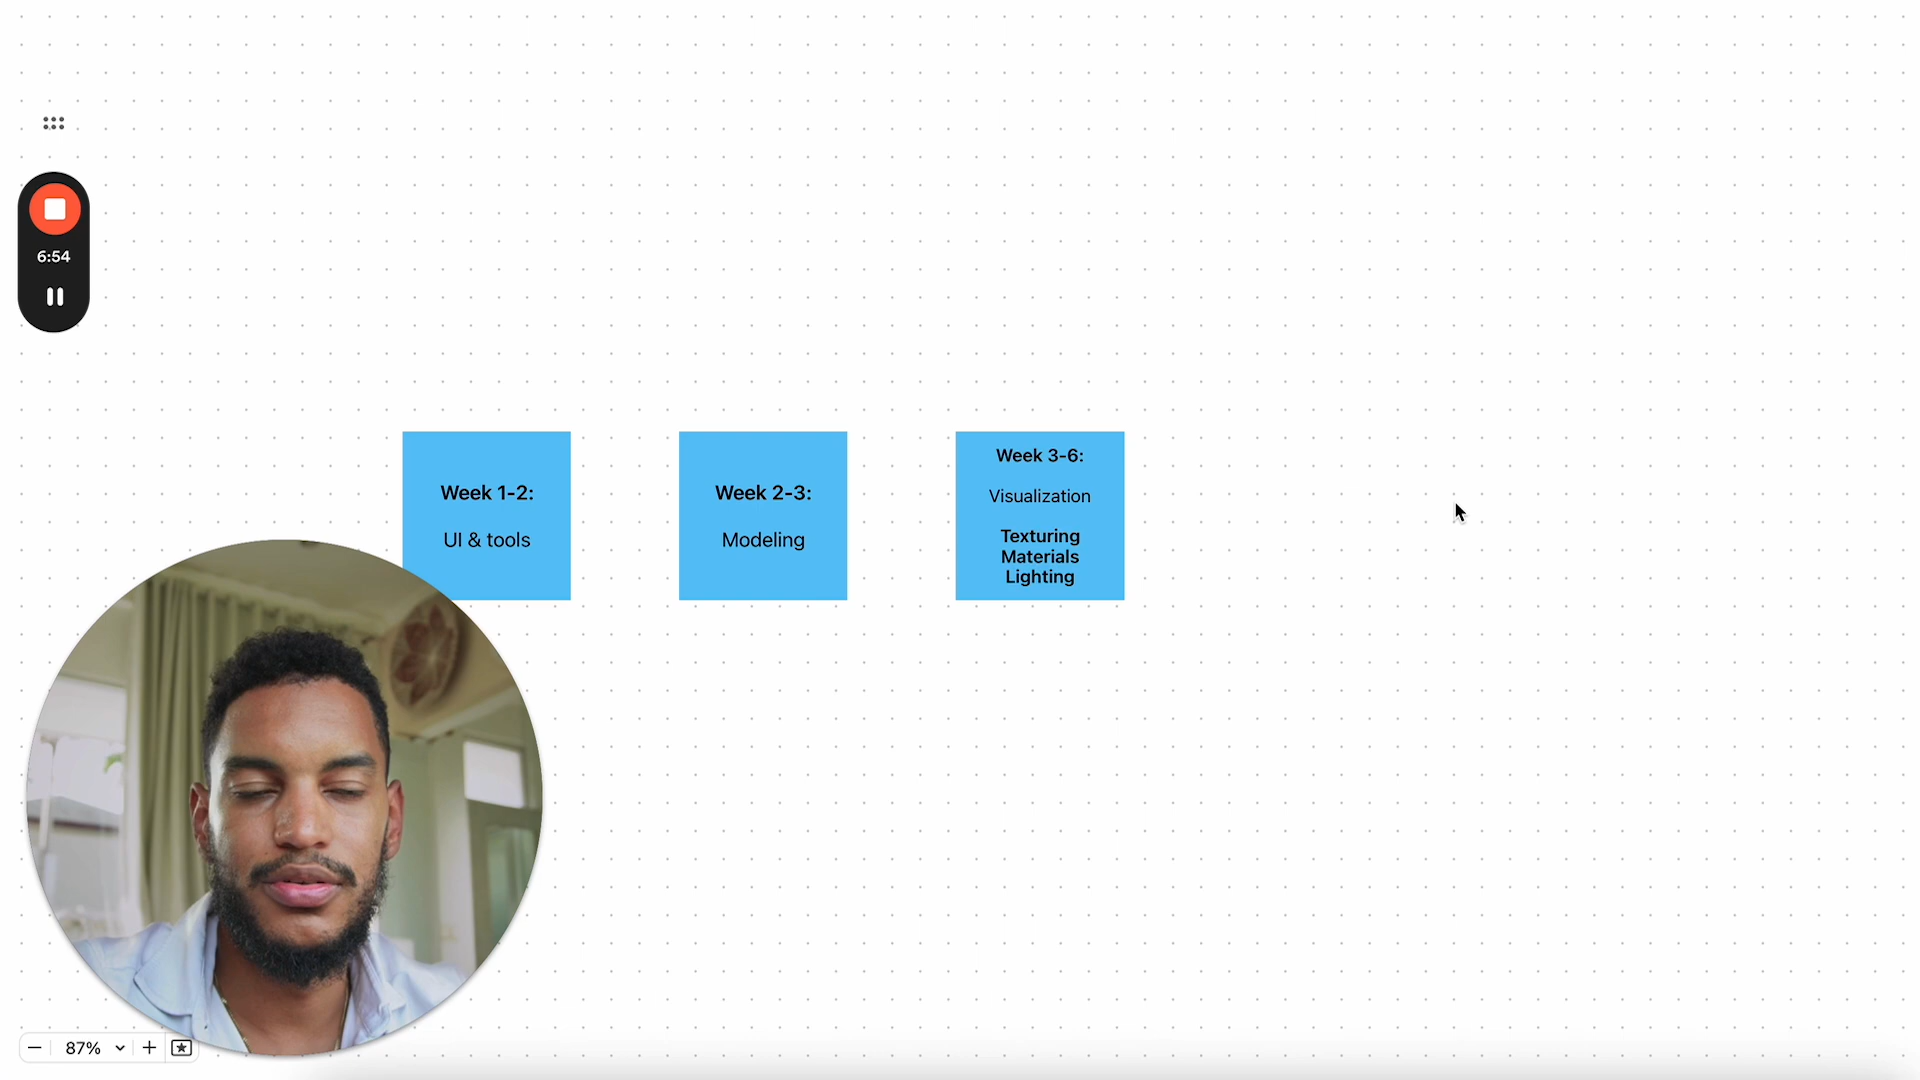 6:54
Week 1-2:
UI & tools
Week 2-3:
Modeling
Week 3-6:
Visualization
Texturing
Materials
Lighting
87%